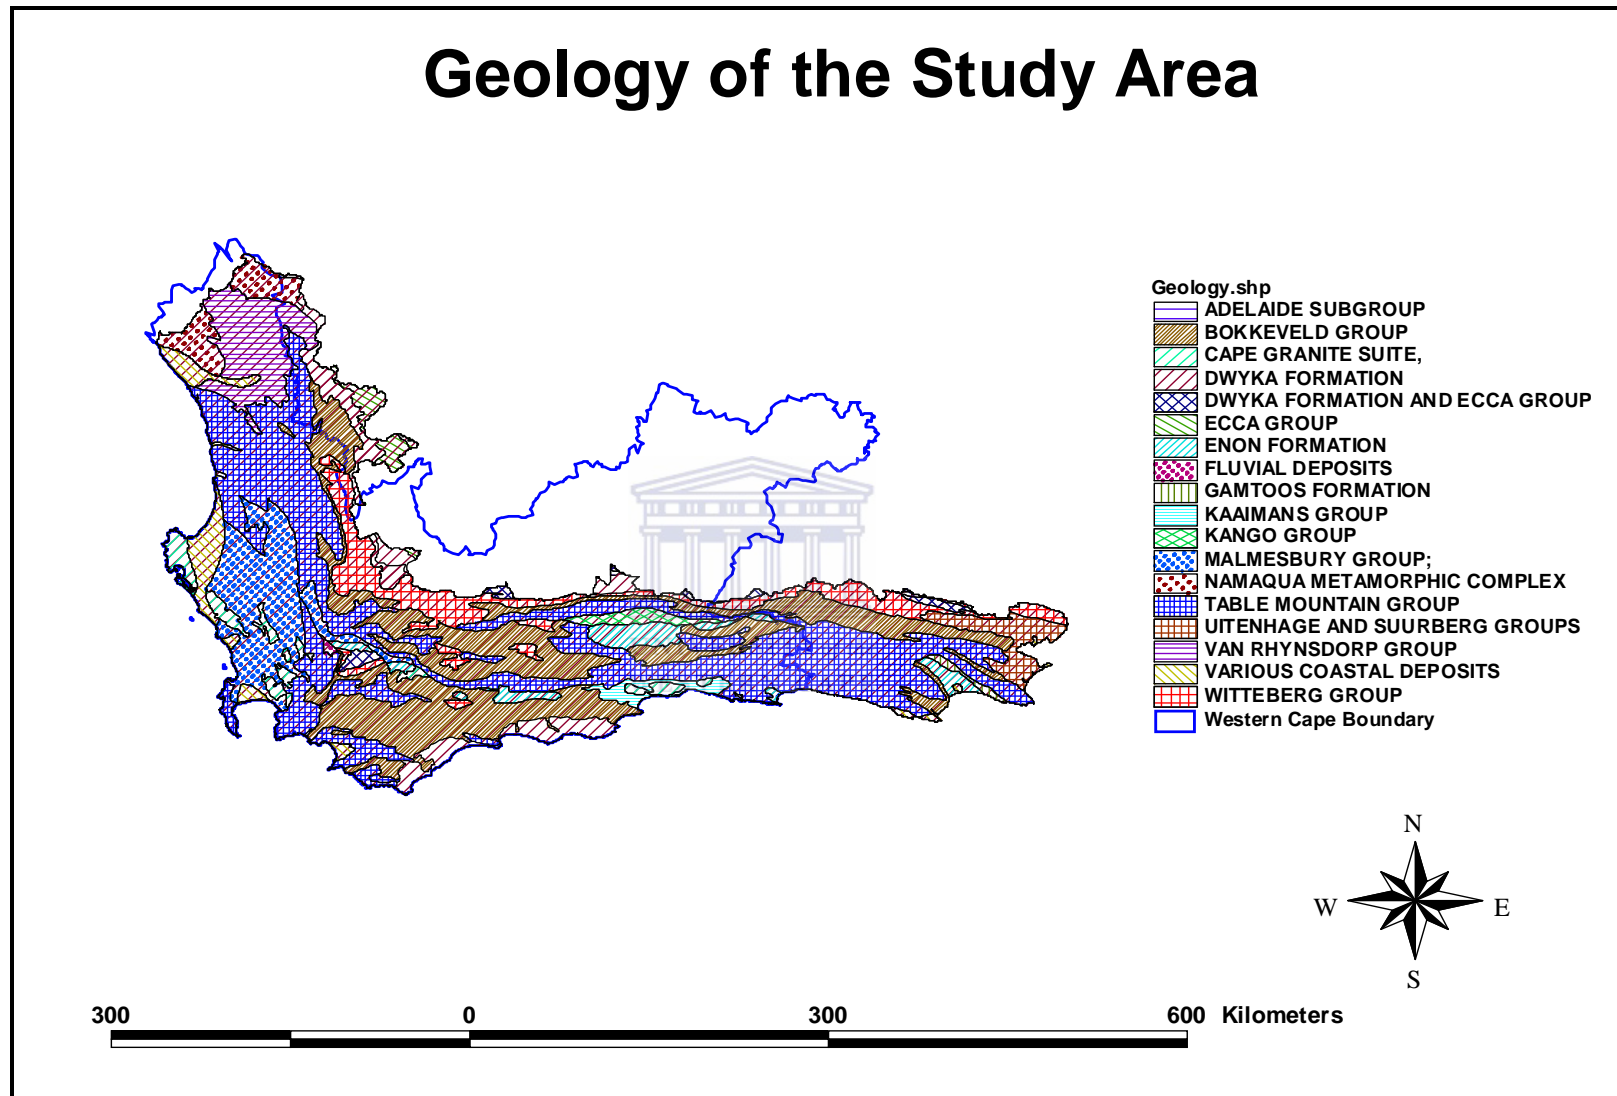 Geology of the Study Area
Geology.shp
ADELAIDE SUBGROUP
BOKKEVELD GROUP
CAPE GRANITE SUITE,
DWYKA FORMATION
DWYKA FORMATION AND ECCA GROUP
ECCA GROUP
ENON FORMATION
FLUVIAL DEPOSITS
GAMTOOS FORMATION
KAAIMANS GROUP
KANGO GROUP
MALMESBURY GROUP;
NAMAQUA METAMORPHIC COMPLEX
TABLE MOUNTAIN GROUP
UITENHAGE AND SUURBERG GROUPS
VAN RHYNSDORP GROUP
VARIOUS COASTAL DEPOSITS
WITTEBERG GROUP
Western Cape Boundary
N
W E
S
300 0 300 600 Kilometers